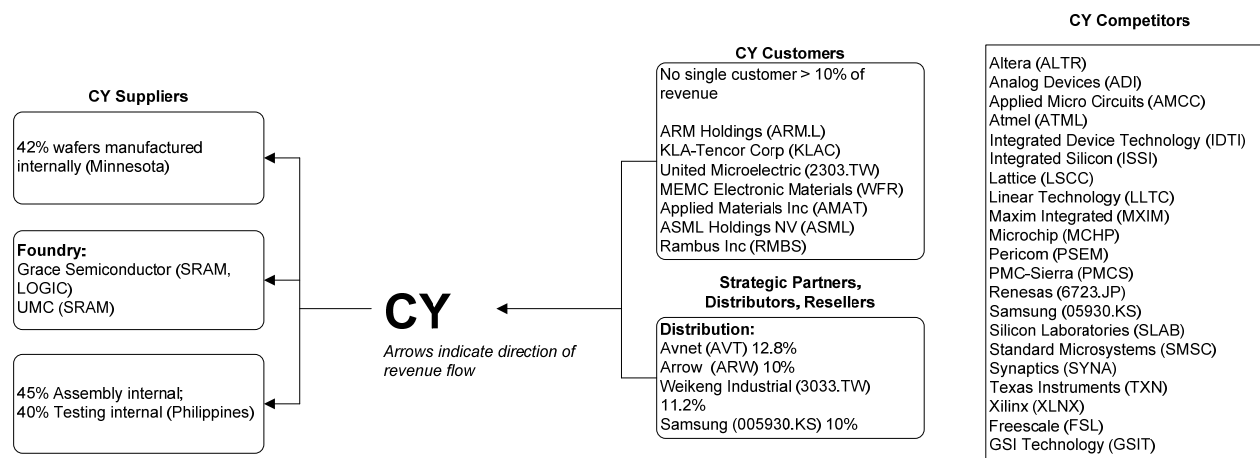 CY Suppliers
42% wafers manufactured
internally (Minnesota)
Foundry:
Grace Semiconductor (SRAM,
LOGIC)
UMC (SRAM)
45% Assembly internal;
40% Testing internal (Philippines)
CY
Arrows indicate direction of
revenue flow
CY Customers
No single customer > 10% of
revenue
ARM Holdings (ARM.L)
KLA-Tencor Corp (KLAC)
United Microelectric (2303.TW)
MEMC Electronic Materials (WFR)
Applied Materials Inc (AMAT)
ASML Holdings NV (ASML)
Rambus Inc (RMBS)
Strategic Partners,
Distributors, Resellers
Distribution:
Avnet (AVT) 12.8%
Arrow (ARW) 10%
Weikeng Industrial (3033.TW)
11.2%
Samsung (005930.KS) 10%
CY Competitors
Altera (ALTR)
Analog Devices (ADI)
Applied Micro Circuits (AMCC)
Atmel (ATML)
Integrated Device Technology (IDTI)
Integrated Silicon (ISSI)
Lattice (LSCC)
Linear Technology (LLTC)
Maxim Integrated (MXIM)
Microchip (MCHP)
Pericom (PSEM)
PMC-Sierra (PMCS)
Renesas (6723.JP)
Samsung (05930.KS)
Silicon Laboratories (SLAB)
Standard Microsystems (SMSC)
Synaptics (SYNA)
Texas Instruments (TXN)
Xilinx (XLNX)
Freescale (FSL)
GSI Technology (GSIT)